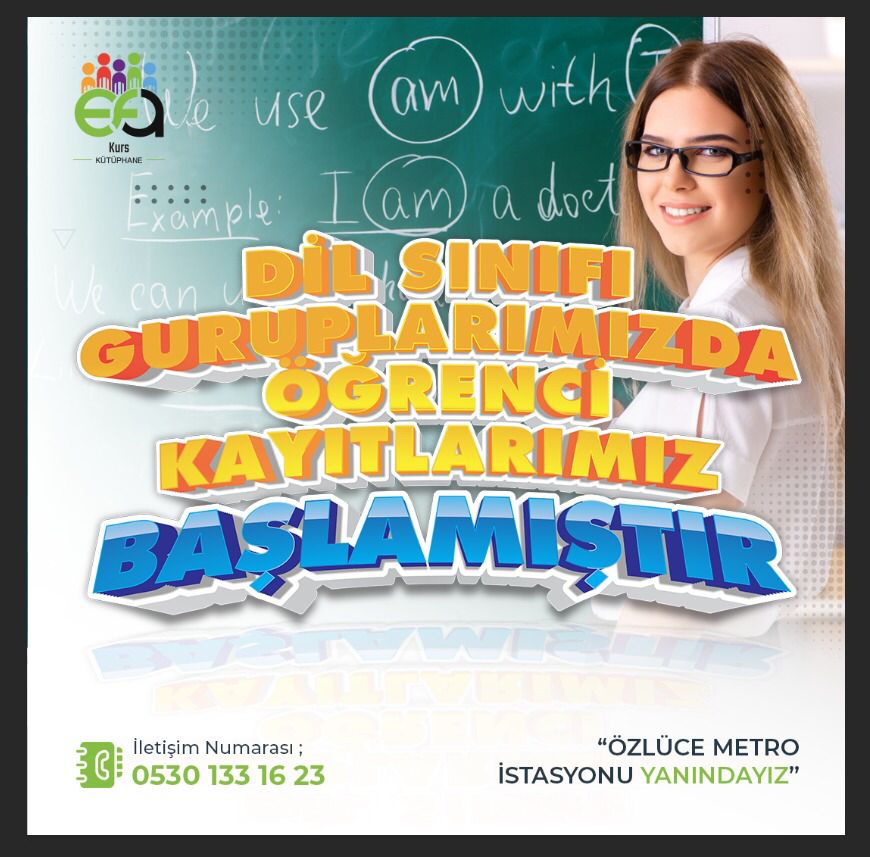 efa
Kurs
KÜTÜPHANE
We use am with I
Example: I am a doct
We can u
DİL SINIFI
GURUPLARIMIZDA
ÖĞRENCİ
KAYITLARIMIZ
BAŞLAMIŞTIR
İletişim Numarası ;
0530 133 16 23
“ÖZLÜCE METRO
İSTASYONU YANINDAYIZ”